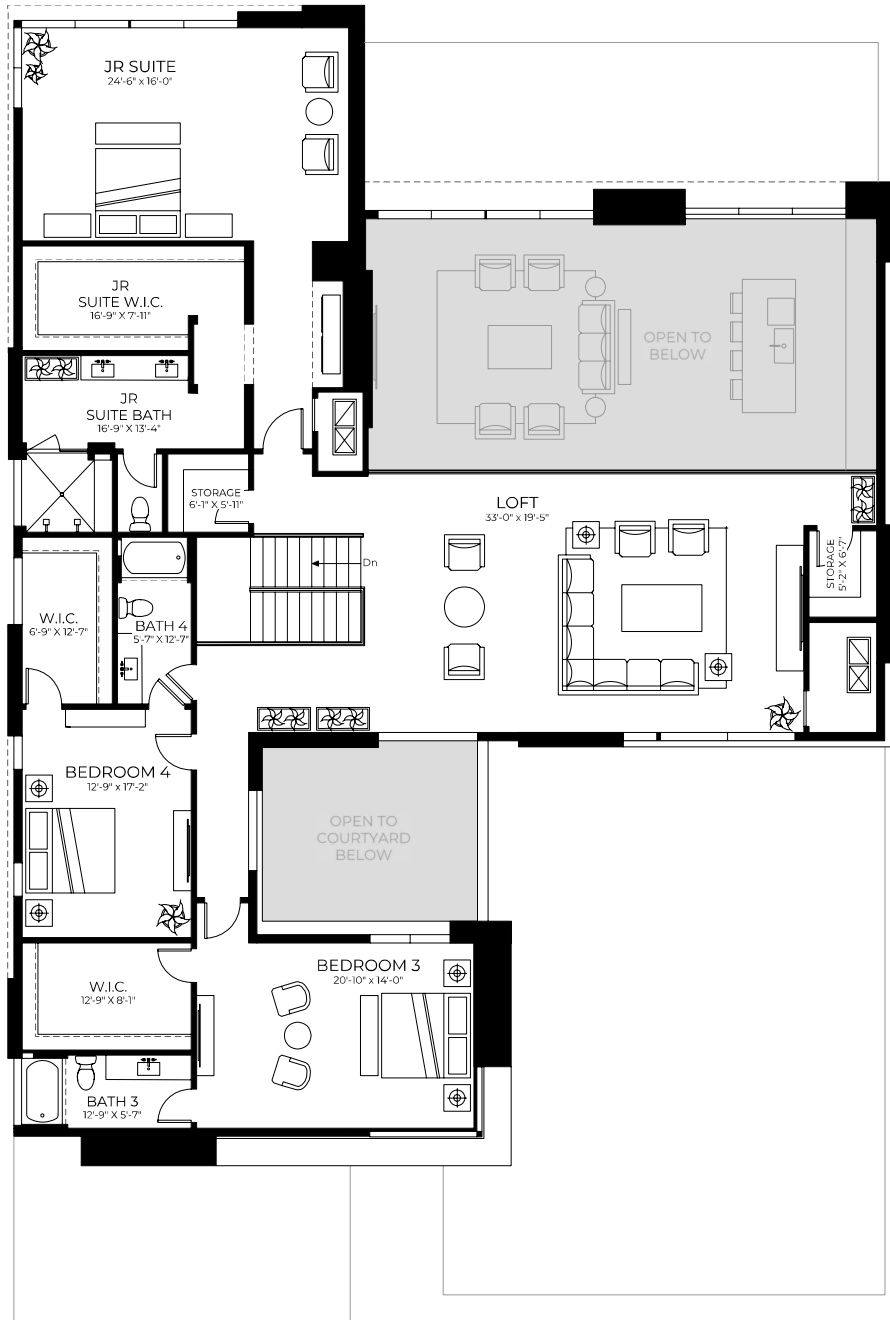 JR SUITE
24'-6" x 16'-0"
JR
SUITE W.I.C.
16'-9" X 7'-11"
OPEN TO
BELOW
JR
SUITE BATH
16'-9" X 13'-4"
STORAGE
6'-1" X 5'-11"
LOFT
33'-0" x 19'-5"
Dn
STORAGE
5'-2" X 6'-7"
W.I.C.
6'-9" X 12'-7"
BATH 4
5'-7" X 12'-7"
BEDROOM 4
12'-9" x 17'-2"
OPEN TO
COURTYARD
BELOW
BEDROOM 3
20'-10" x 14'-0"
W.I.C.
12'-9" X 8'-1"
BATH 3
12'-9" X 5'-7"